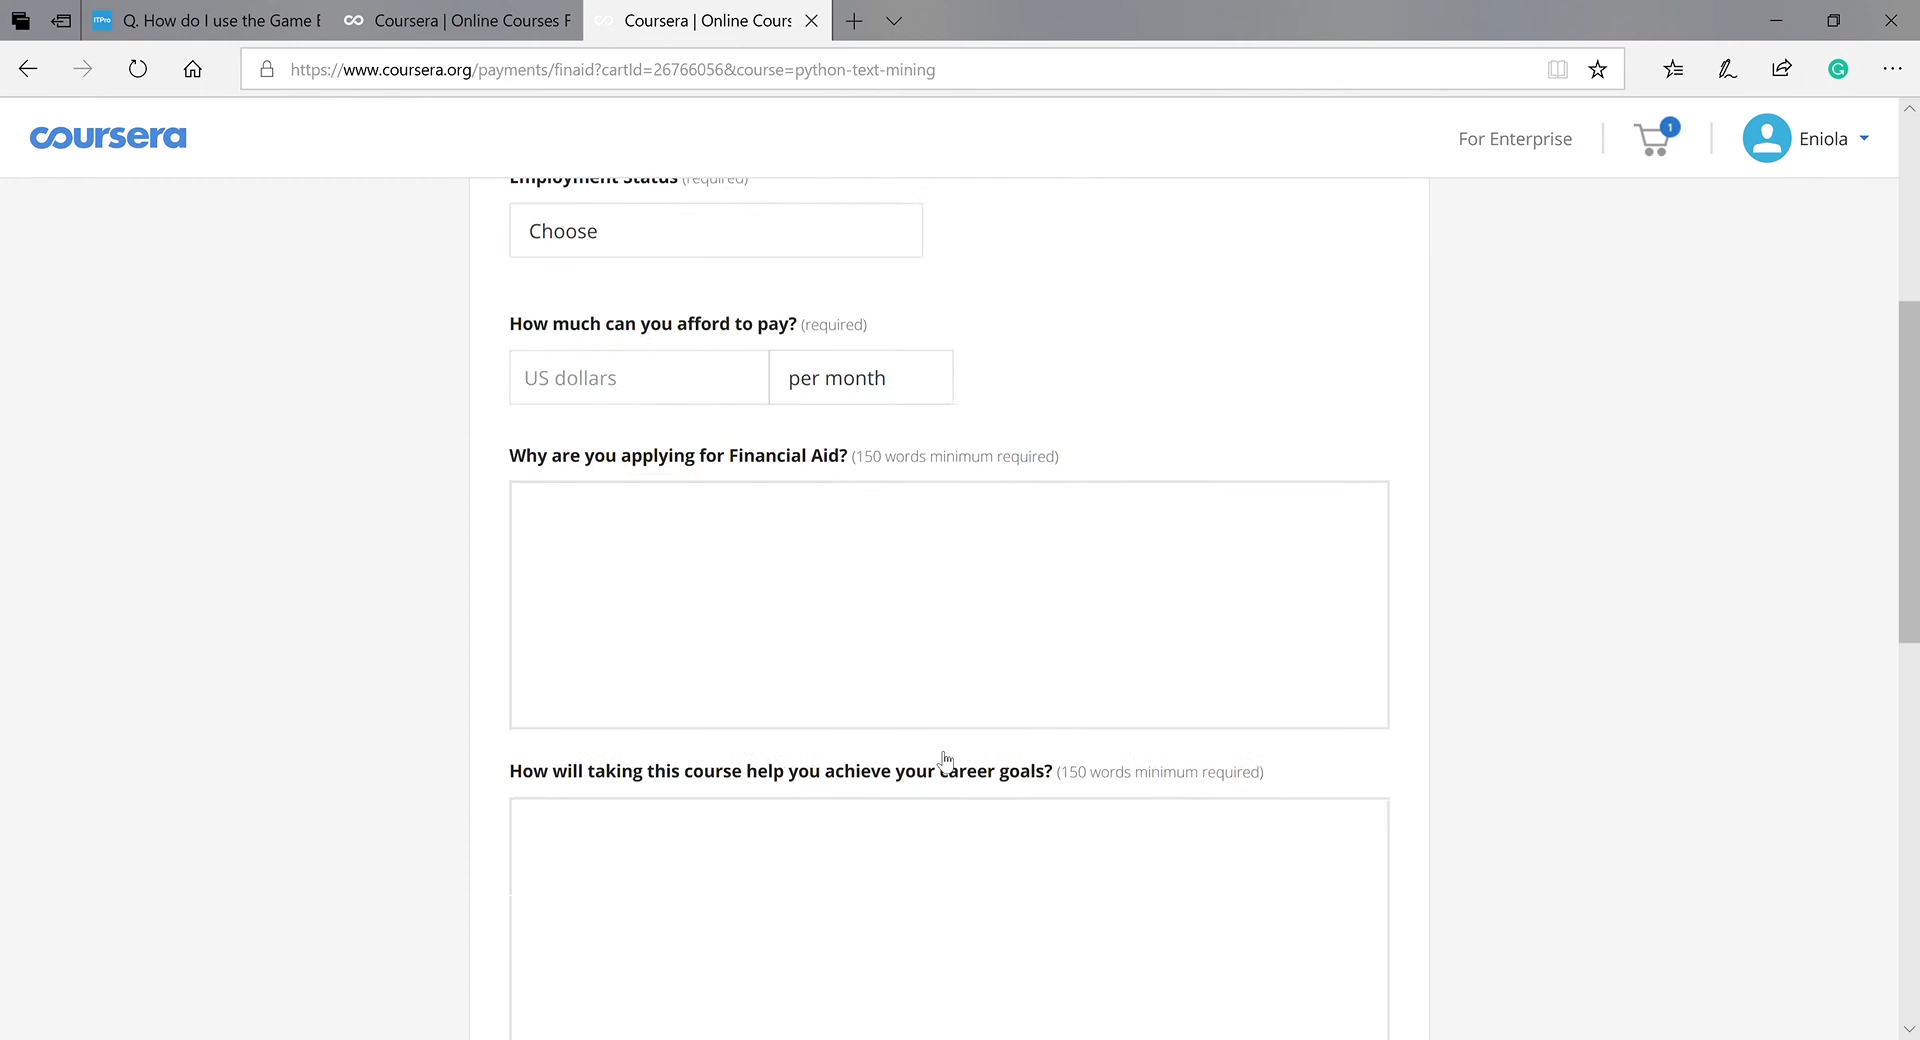 ITPro Q. How do I use the Game Coursera | Online Courses F Coursera | Online Cours
https://www.coursera.org/payments/finaid?cartId=26766056&course=python-text-mining
G
coursera For Enterprise 1 Eniola
Employment Status (required)
Choose
How much can you afford to pay? (required)
US dollars per month
Why are you applying for Financial Aid? (150 words minimum required)
How will taking this course help you achieve your career goals? (150 words minimum required)